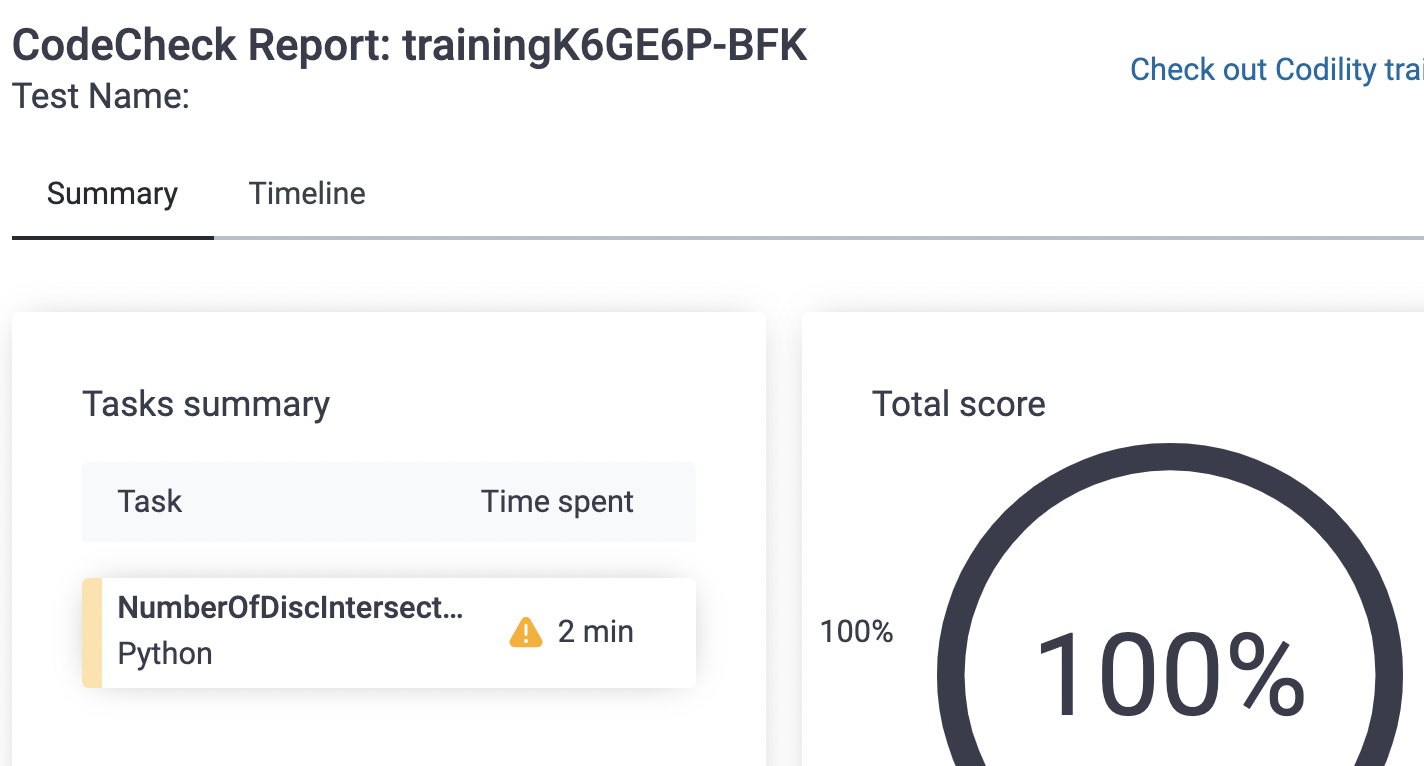 CodeCheck Report: trainingK6GE6P-BFK
Test Name:
Check out Codility trai
Summary Timeline
Tasks summary
Task Time spent
NumberOfDiscIntersect...
Python
2 min
Total score
100%
100%